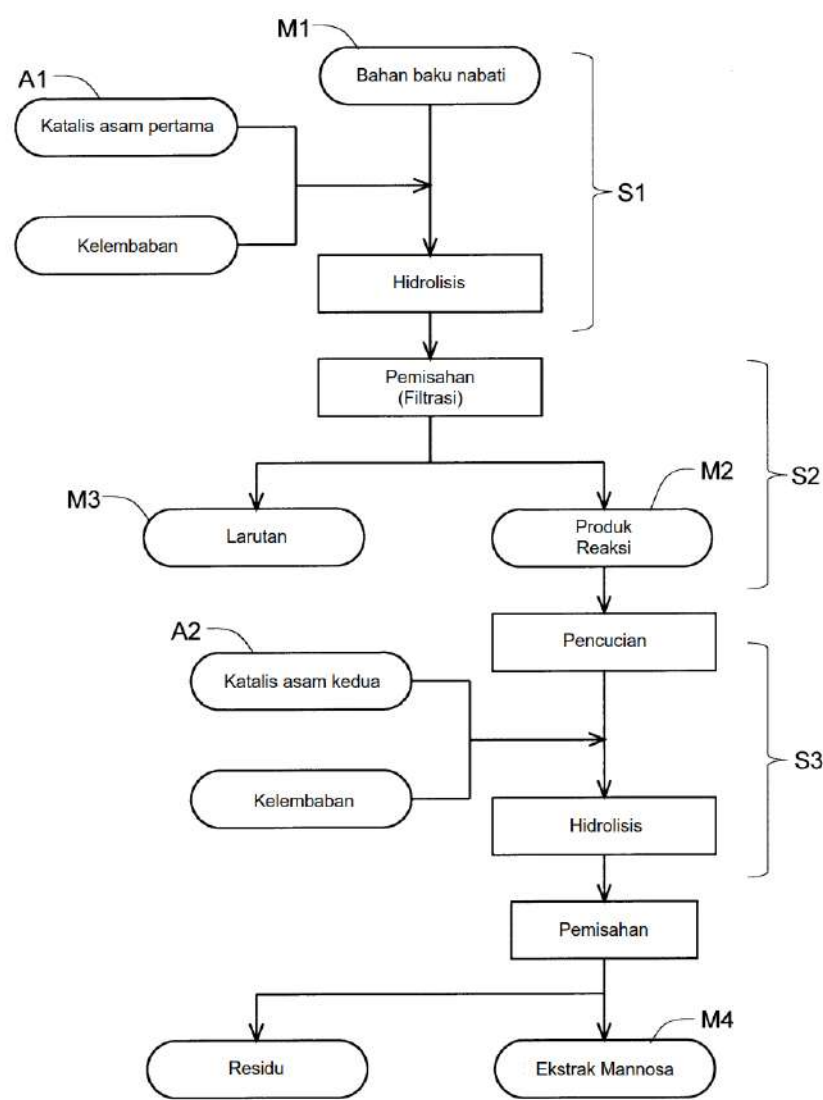 M1
Bahan baku nabati
A1
Katalis asam pertama
S1
Kelembaban
Hidrolisis
Pemisahan
(Filtrasi)
M3
M2
S2
Larutan
Produk
Reaksi
A2
Pencucian
Katalis asam kedua
S3
Kelembaban
Hidrolisis
Pemisahan
M4
Residu
Ekstrak Mannosa